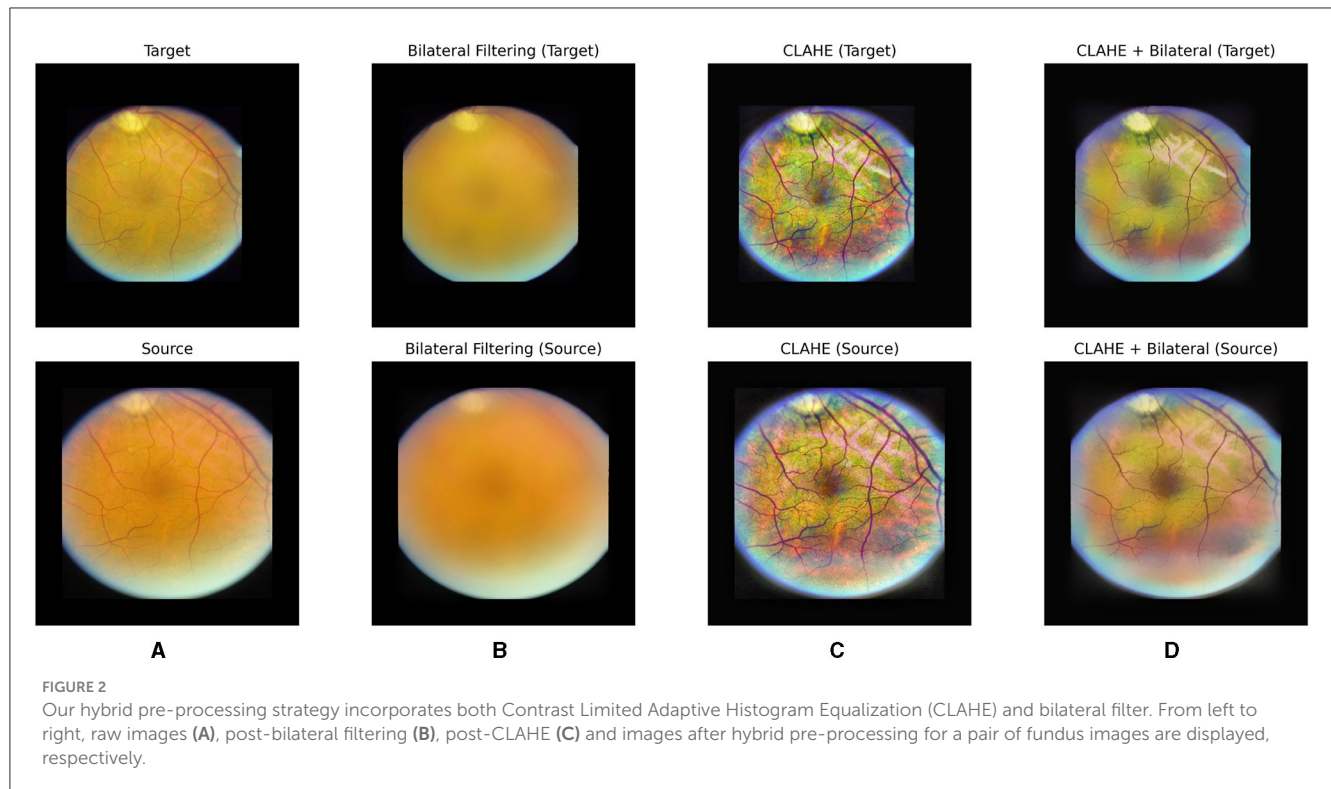 Target
Bilateral Filtering (Target)
CLAHE (Target)
CLAHE + Bilateral (Target)
Source
Bilateral Filtering (Source)
CLAHE (Source)
CLAHE + Bilateral (Source)
A
B
C
D
FIGURE 2
Our hybrid pre-processing strategy incorporates both Contrast Limited Adaptive Histogram Equalization (CLAHE) and bilateral filter. From left to
right, raw images (A), post-bilateral filtering (B), post-CLAHE (C) and images after hybrid pre-processing for a pair of fundus images are displayed,
respectively.